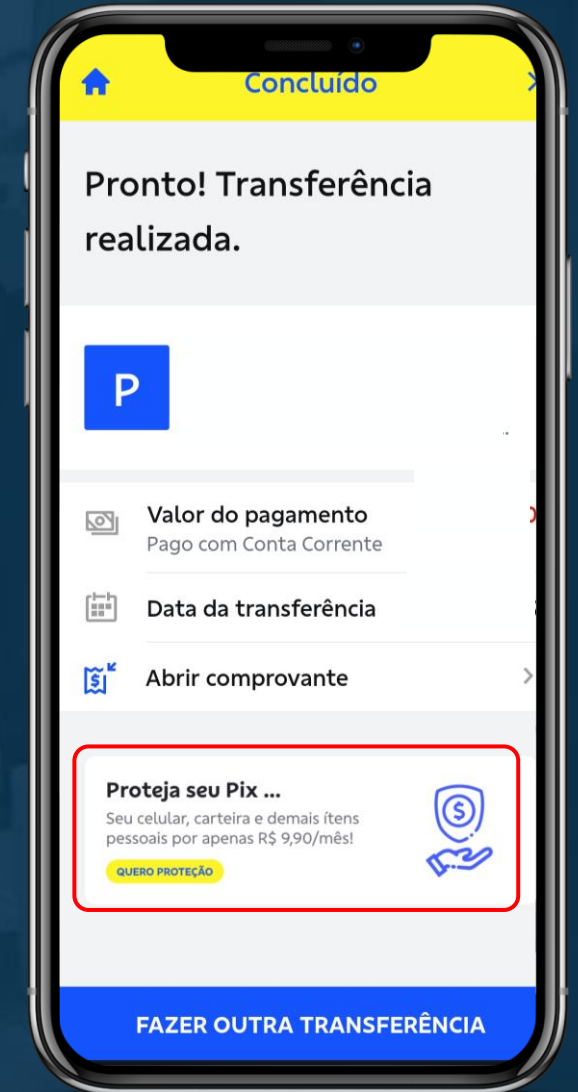 Concluído
Pronto! Transferência
realizada.
P
Valor do pagamento
Pago com Conta Corrente
Data da transferência
Abrir comprovante
Proteja seu Pix ...
Seu celular, carteira e demais ítens
pessoais por apenas R$ 9,90/mês!
QUERO PROTEÇÃO
FAZER OUTRA TRANSFERÊNCIA